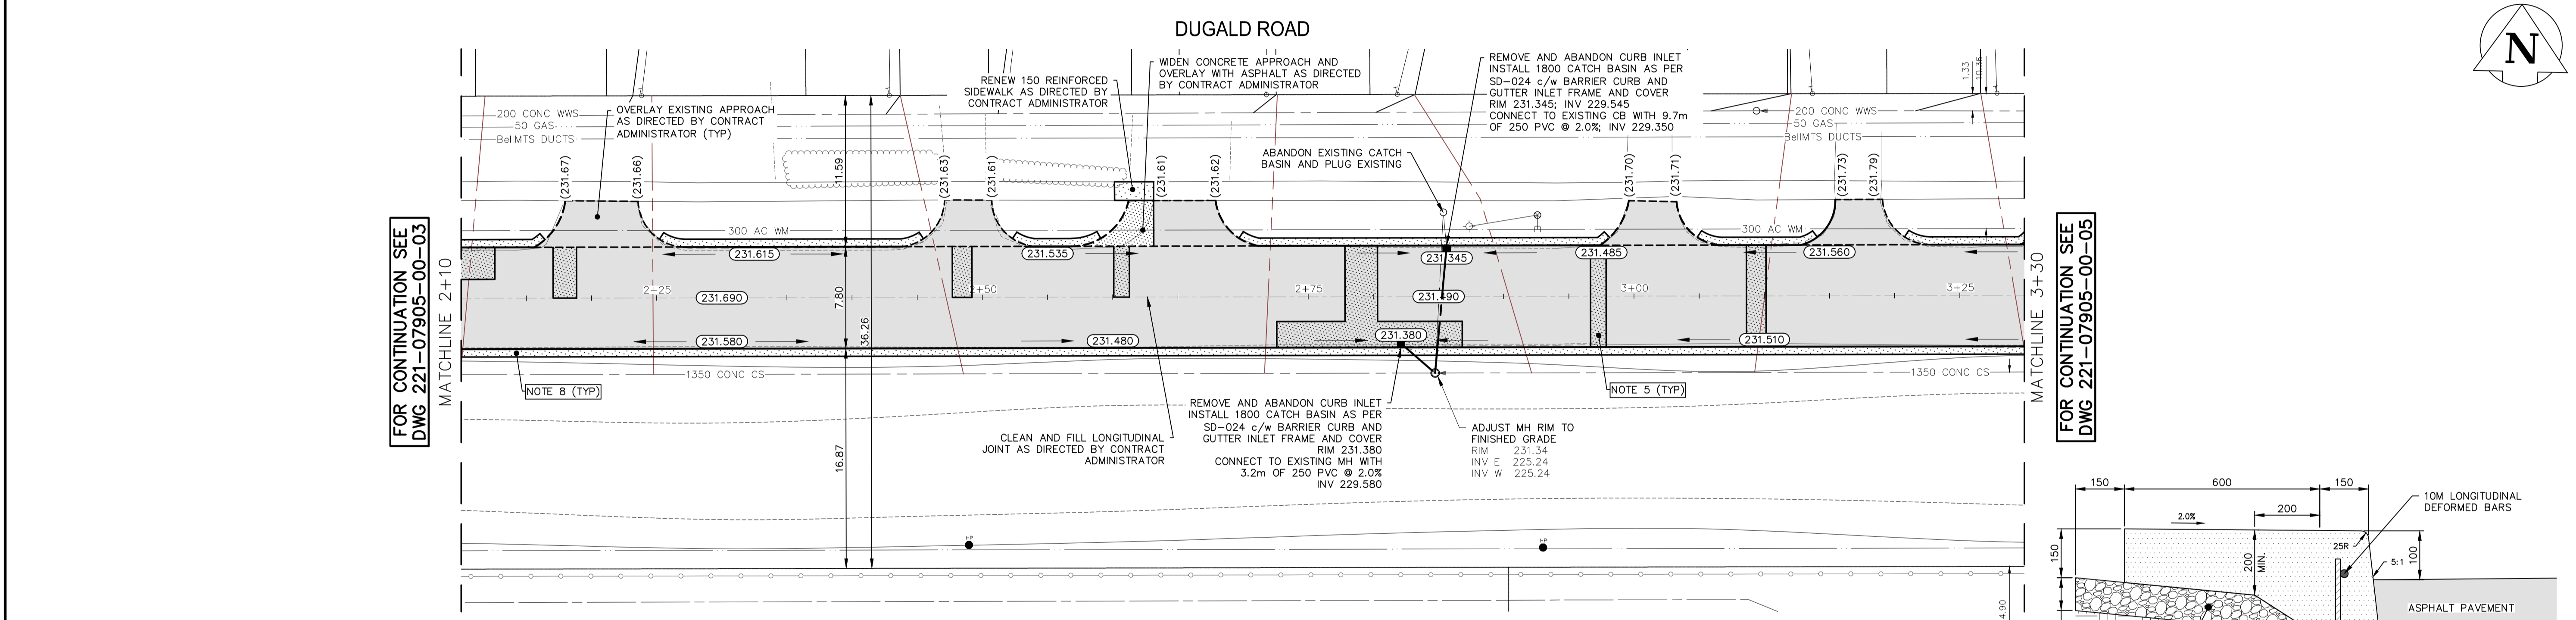 DUGALD ROAD
N
RENEW 150 REINFORCED
SIDEWALK AS DIRECTED BY
CONTRACT ADMINISTRATOR
WIDEN CONCRETE APPROACH AND
OVERLAY WITH ASPHALT AS DIRECTED
BY CONTRACT ADMINISTRATOR
REMOVE AND ABANDON CURB INLET
INSTALL 1800 CATCH BASIN AS PER
SD-024 c/w BARRIER CURB AND
GUTTER INLET FRAME AND COVER
RIM 231.345; INV 229.545
CONNECT TO EXISTING CB WITH 9.7m
OF 250 PVC @ 2.0%; INV 229.350
1.33
10.36
OVERLAY EXISTING APPROACH
AS DIRECTED BY CONTRACT
ADMINISTRATOR (TYP)
200 CONC WWS
50 GAS
BellMTS DUCTS
200 CONC WWS
50 GAS
BellMTS DUCTS
ABANDON EXISTING CATCH
BASIN AND PLUG EXISTING
(231.67)
(231.66)
11.59
(231.63)
(231.61)
(231.61)
(231.62)
(231.70)
(231.71)
(231.73)
(231.79)
300 AC WM
300 AC WM
231.615
231.535
231.345
231.485
231.560
2+25
231.690
2+50
2+75
231.490
3+00
3+25
7.80
36.26
231.580
231.480
231.380
231.510
FOR CONTINUATION SEE
DWG 221-07905-00-03
MATCHLINE 2+10
MATCHLINE 3+30
FOR CONTINUATION SEE
DWG 221-07905-00-05
1350 CONC CS
1350 CONC CS
NOTE 8 (TYP)
NOTE 5 (TYP)
16.87
CLEAN AND FILL LONGITUDINAL
JOINT AS DIRECTED BY CONTRACT
ADMINISTRATOR
REMOVE AND ABANDON CURB INLET
INSTALL 1800 CATCH BASIN AS PER
SD-024 c/w BARRIER CURB AND
GUTTER INLET FRAME AND COVER
RIM 231.380
CONNECT TO EXISTING MH WITH
3.2m OF 250 PVC @ 2.0%
INV 229.580
ADJUST MH RIM TO
FINISHED GRADE
RIM 231.34
INV E 225.24
INV W 225.24
HP
HP
4.90
150
600
150
200
2.0%
10M LONGITUDINAL
DEFORMED BARS
150
200
MIN.
25R
100
5:1
ASPHALT PAVEMENT